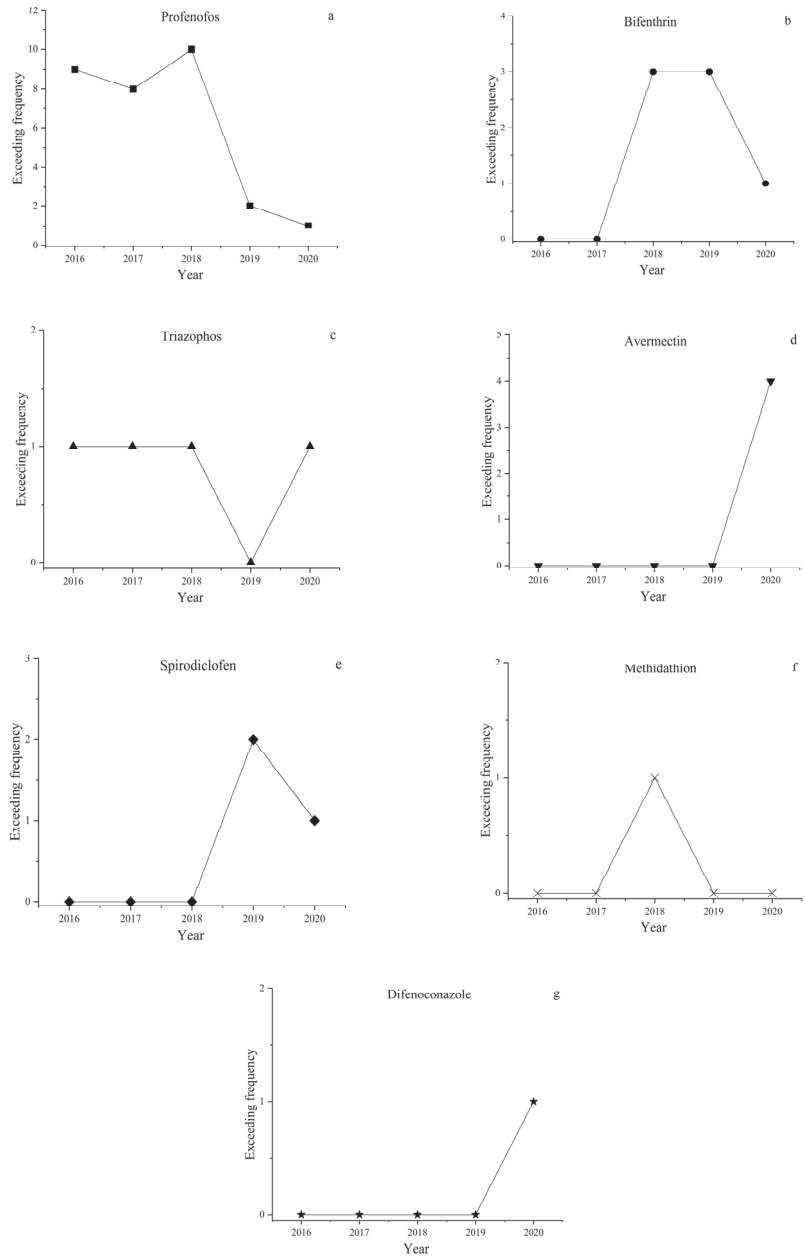 Profenofos a
12
10
8
6
4
2
0
Exceeding frequency
2016 2017 2018 2019 2020
Year
Bifenthrin b
4
3
2
1
0
Exceeding frequency
2016 2017 2018 2019 2020
Year
Triazophos c
2
1
0
Exceeding frequency
2016 2017 2018 2019 2020
Year
Avermectin d
5
4
3
2
1
0
Exceeding frequency
2016 2017 2018 2019 2020
Year
Spirodiclofen e
3
2
1
0
Exceeding frequency
2016 2017 2018 2019 2020
Year
Methidathion f
2
1
0
Exceeding frequency
2016 2017 2018 2019 2020
Year
Difenoconazole g
2
1
0
Exceeding frequency
2016 2017 2018 2019 2020
Year